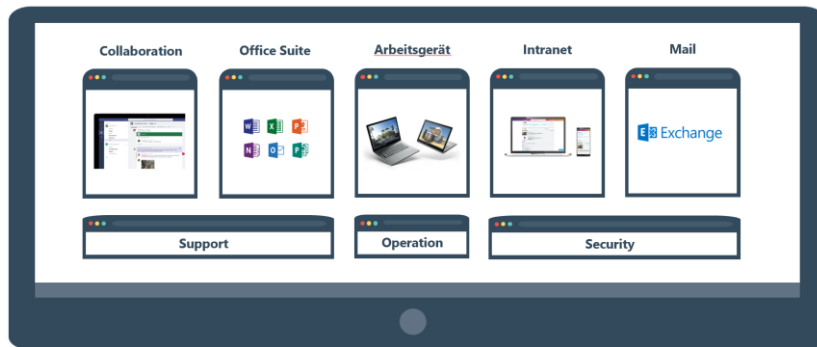 Collaboration
Office Suite
Arbeitsgerät
Intranet
Mail
W
X
P
N
O
P
E Exchange
Support
Operation
Security